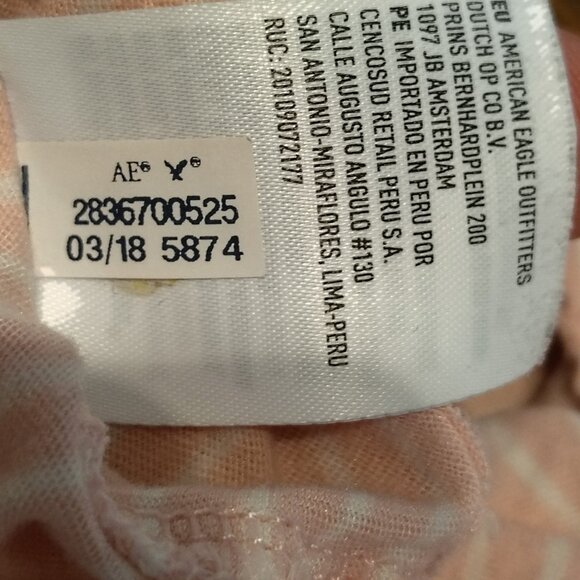 AE® ®
2836700525
03/18 5874
EU AMERICAN EAGLE OUTFITTERS
DUTCH OP CO B.V.
PRINS BERNHARDPLEIN 200
1097 JB AMSTERDAM
PE IMPORTADO EN PERU POR
CENCOSUD RETAIL PERU S.A.
CALLE AUGUSTO ANGULO #130
SAN ANTONIO-MIRAFLORES, LIMA-PERU
RUC: 20109072177